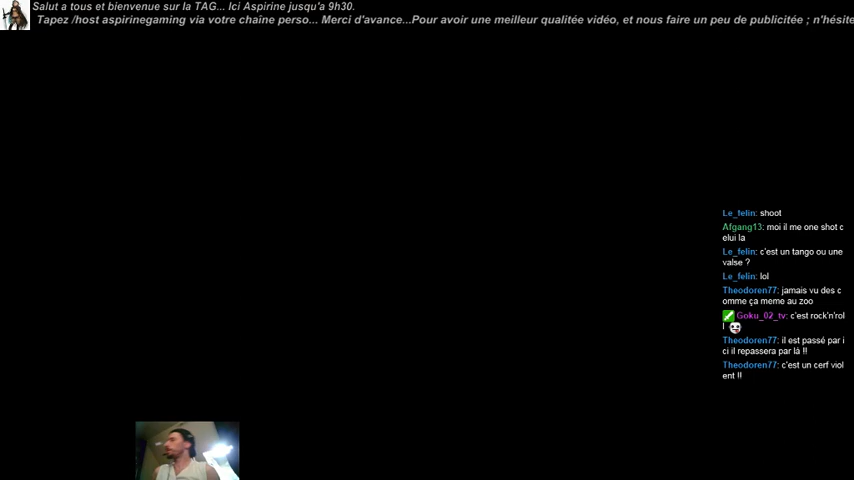 Salut a tous et bienvenue sur la TAG... Ici Aspirine jusqu'a 9h30.
Tapez /host aspirinegaming via votre chaîne perso... Merci d'avance...Pour avoir une meilleur qualitée vidéo, et nous faire un peu de publicitée ; n'hésite
Le_felin: shoot
Afgang13: moi il me one shot c
elui la
Le_felin: c'est un tango ou une
valse ?
Le_felin: lol
Theodoren77: jamais vu des c
omme ça meme au zoo
Goku_02_tv: c'est rock'n'rol
l
Theodoren77: il est passé par i
ci il repassera par là !!
Theodoren77: c'est un cerf viol
ent !!